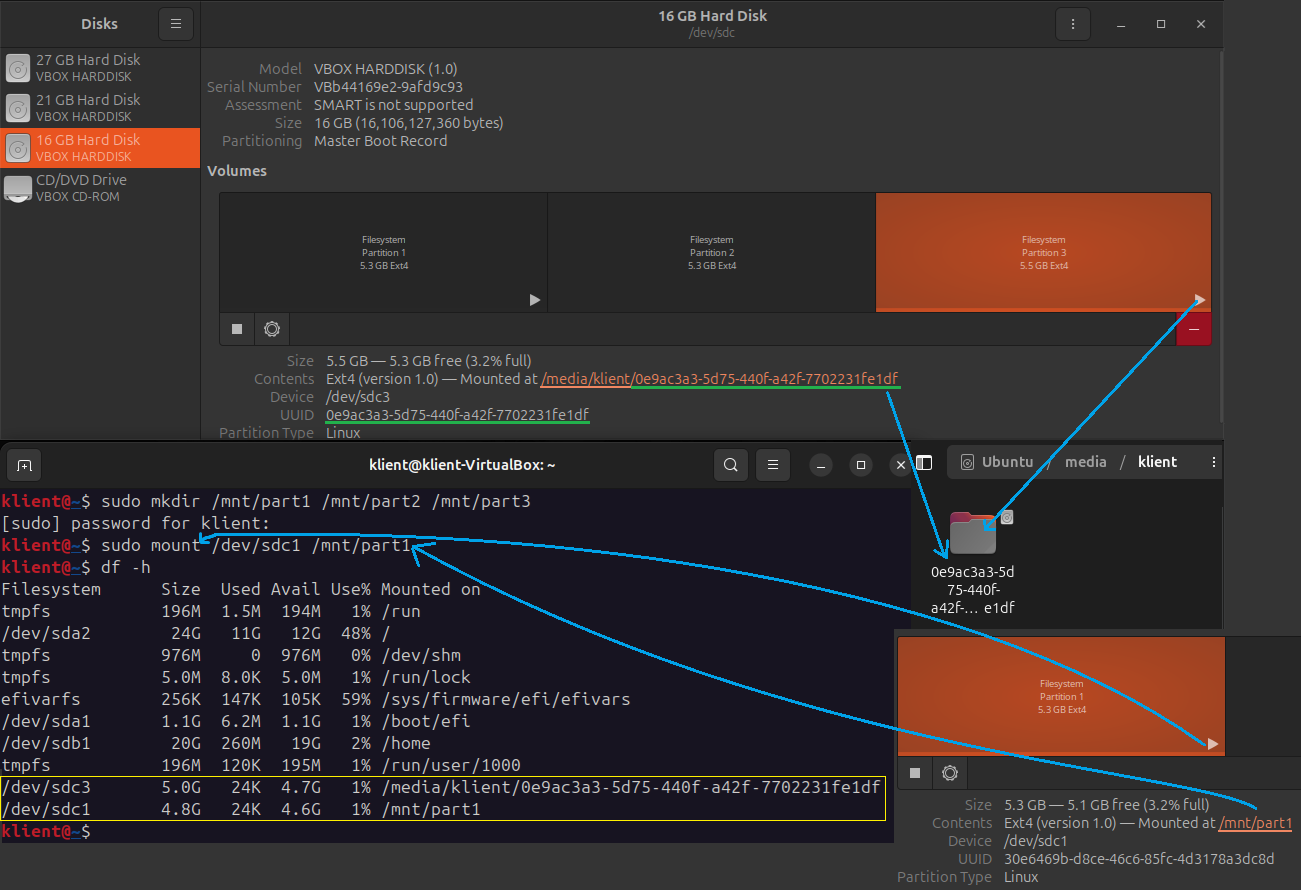 Disks
16 GB Hard Disk
/dev/sdc
27 GB Hard Disk
VBOX HARDDISK
21 GB Hard Disk
VBOX HARDDISK
16 GB Hard Disk
VBOX HARDDISK
CD/DVD Drive
VBOX CD-ROM
Model VBOX HARDDISK (1.0)
Serial Number VBb44169e2-9afd9c93
Assessment SMART is not supported
Size 16 GB (16,106,127,360 bytes)
Partitioning Master Boot Record
Volumes
Filesystem
Partition 1
5.3 GB Ext4
Filesystem
Partition 2
5.3 GB Ext4
Filesystem
Partition 3
5.5 GB Ext4
Size 5.5 GB — 5.3 GB free (3.2% full)
Contents Ext4 (version 1.0) — Mounted at /media/klient/0e9ac3a3-5d75-440f-a42f-7702231fe1df
Device /dev/sdc3
UUID 0e9ac3a3-5d75-440f-a42f-7702231fe1df
Partition Type Linux
klient@klient-VirtualBox: ~
klient@~$ sudo mkdir /mnt/part1 /mnt/part2 /mnt/part3
[sudo] password for klient:
klient@~$ sudo mount /dev/sdc1 /mnt/part1
klient@~$ df -h
Filesystem Size Used Avail Use% Mounted on
tmpfs 196M 1.5M 194M 1% /run
/dev/sda2 24G 11G 12G 48% /
tmpfs 976M 0 976M 0% /dev/shm
tmpfs 5.0M 8.0K 5.0M 1% /run/lock
efivarfs 256K 147K 105K 59% /sys/firmware/efi/efivars
/dev/sda1 1.1G 6.2M 1.1G 1% /boot/efi
/dev/sdb1 20G 260M 19G 2% /home
tmpfs 196M 120K 195M 1% /run/user/1000
/dev/sdc3 5.0G 24K 4.7G 1% /media/klient/0e9ac3a3-5d75-440f-a42f-7702231fe1df
/dev/sdc1 4.8G 24K 4.6G 1% /mnt/part1
klient@~$
Ubuntu / media / klient
0e9ac3a3-5d
75-440f-
a42f-… e1df
Filesystem
Partition 1
5.3 GB Ext4
Size 5.3 GB — 5.1 GB free (3.2% full)
Contents Ext4 (version 1.0) — Mounted at /mnt/part1
Device /dev/sdc1
UUID 30e6469b-d8ce-46c6-85fc-4d3178a3dc8d
Partition Type Linux